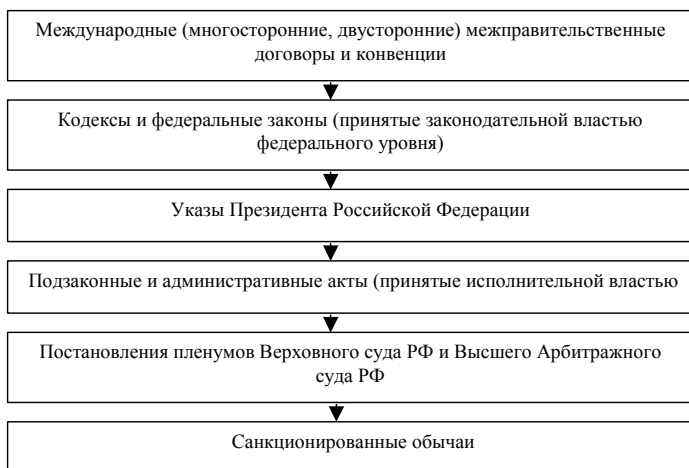 Международные (многосторонние, двусторонние) межправительственные
договоры и конвенции
Кодексы и федеральные законы (принятые законодательной властью
федерального уровня)
Указы Президента Российской Федерации
Подзаконные и административные акты (принятые исполнительной властью
Постановления пленумов Верховного суда РФ и Высшего Арбитражного
суда РФ
Санкционированные обычаи